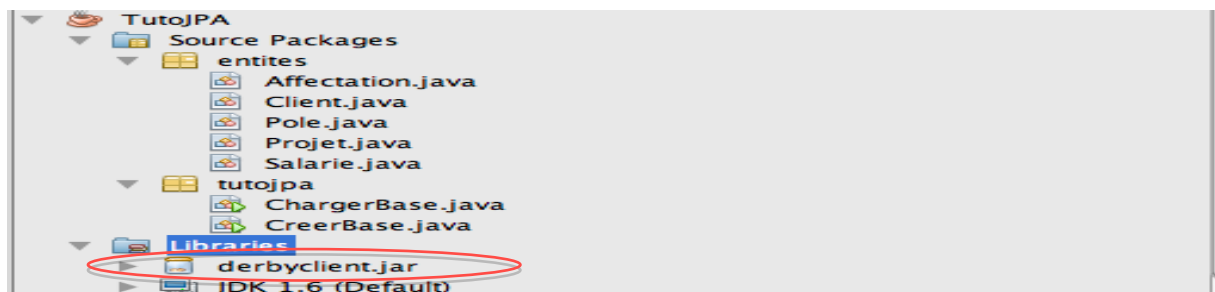 TutoJPA
Source Packages
entites
Affectation.java
Client.java
Pole.java
Projet.java
Salarie.java
tutojpa
ChargerBase.java
CreerBase.java
Libraries
derbyclient.jar
JDK 1.6 (Default)